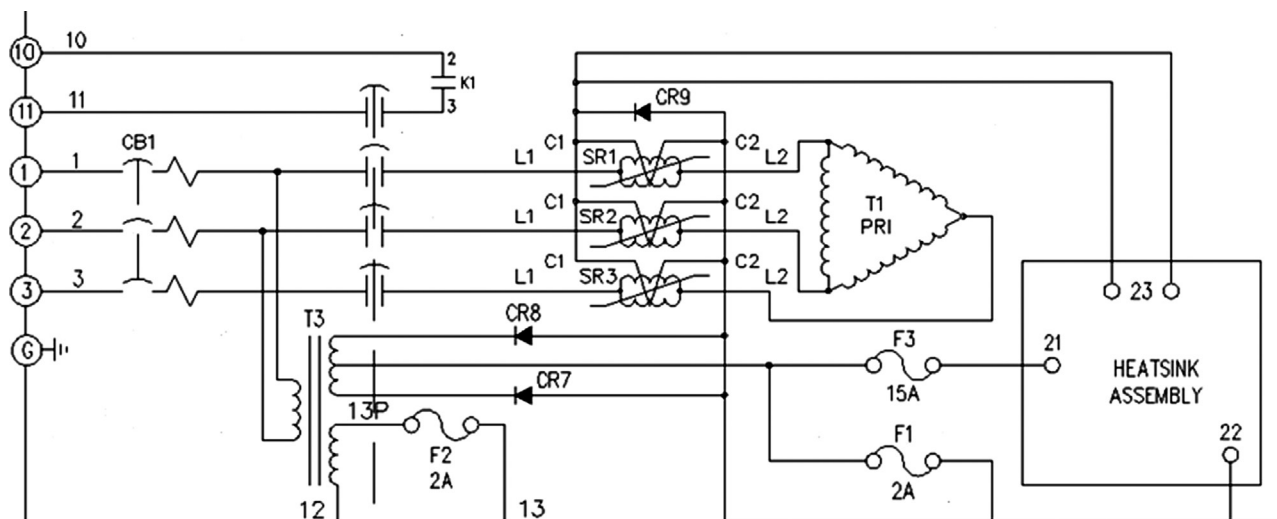 10 10
2
K1
11 11 3
CR9
CB1 C1 C2
1 1 L1 SR1 L2
T1
PRI
C1 C2
2 2 L1 SR2 L2
C1 C2
3 3 L1 SR3 L2
23
T3 CR8
G
F3 21
15A
HEATSINK
ASSEMBLY
CR7
13P
F2
2A
F1
2A
22
12 13